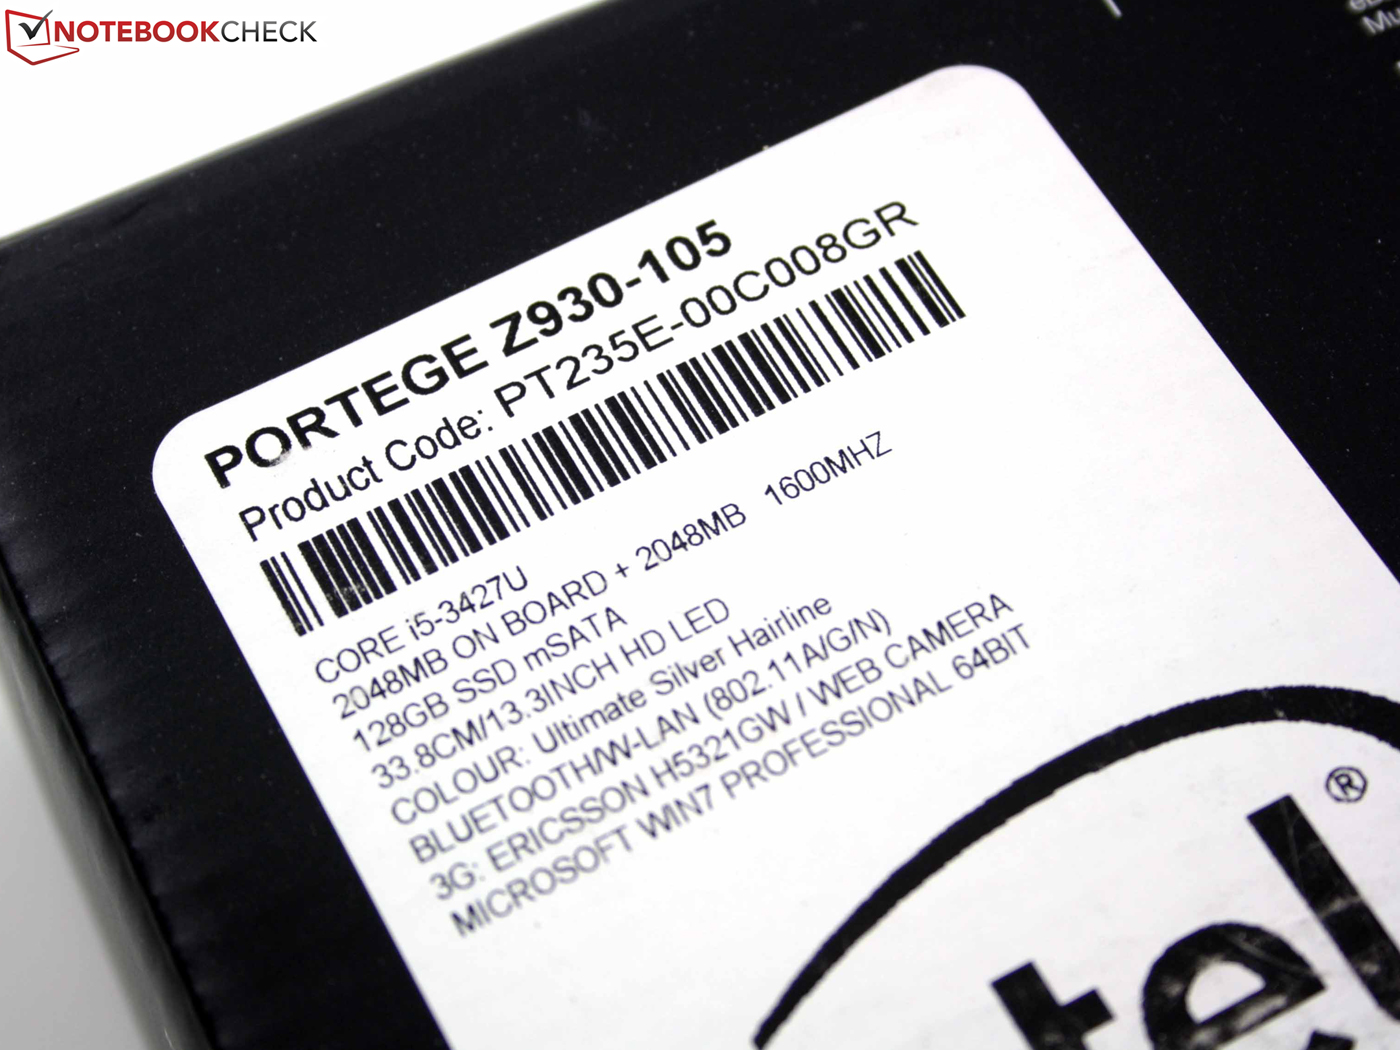 NOTEBOOKCHECK
PORTEGE Z930-105
Product Code: PT235E-00C008GR
CORE i5-3427U
2048MB ON BOARD + 2048MB 1600MHZ
128GB SSD mSATA
33.8CM/13.3INCH HD LED
COLOUR: Ultimate Silver Hairline
BLUETOOTH/W-LAN (802.11A/G/N)
3G: ERICSSON H5321GW / WEB CAMERA
MICROSOFT WIN7 PROFESSIONAL 64BIT
tel®